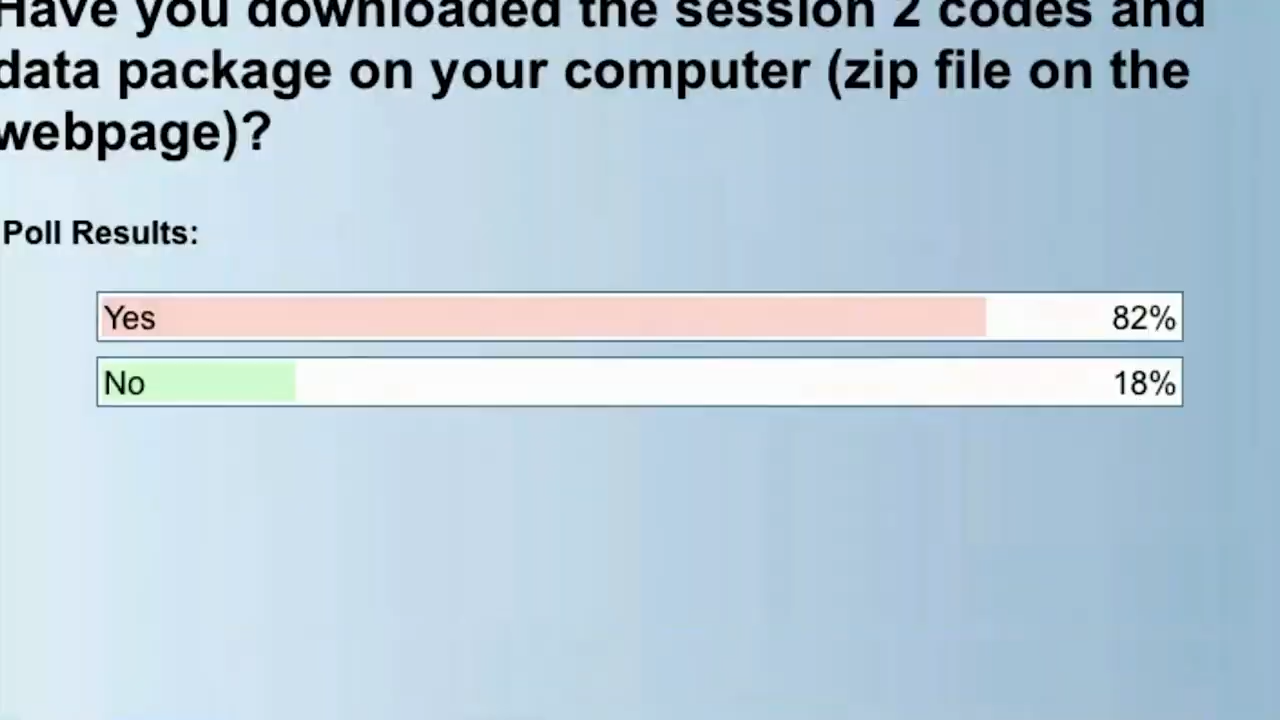 Have you downloaded the session 2 codes and
data package on your computer (zip file on the
webpage)?
Poll Results:
Yes 82%
No 18%